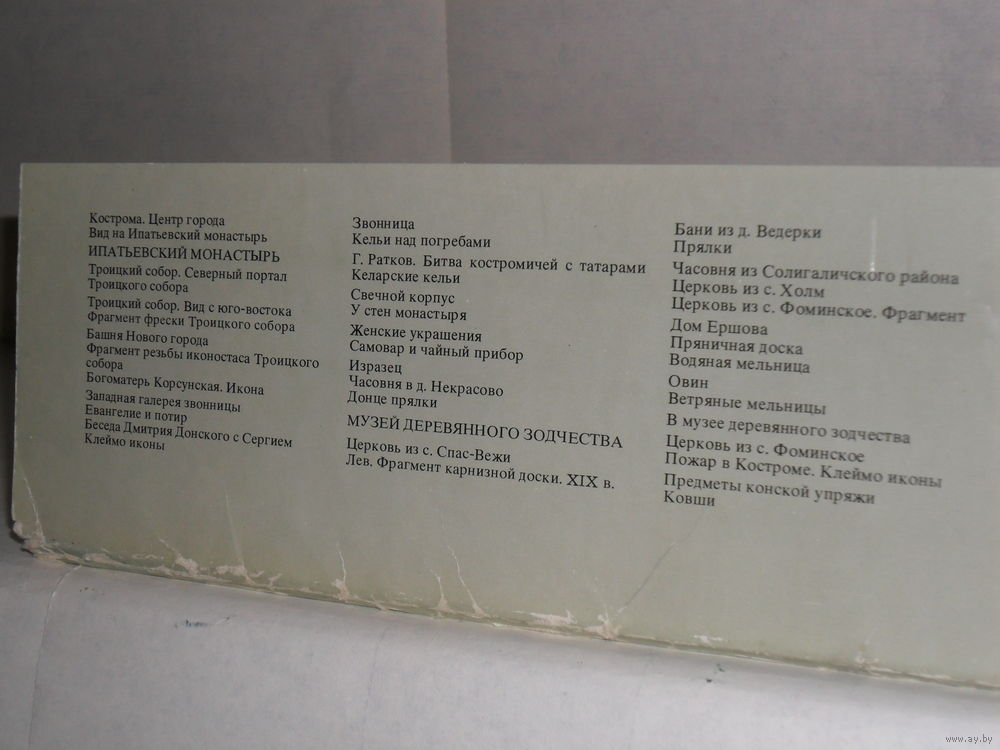 Кострома. Центр города
Вид на Ипатьевский монастырь
ИПАТЬЕВСКИЙ МОНАСТЫРЬ
Троицкий собор. Северный портал
Троицкого собора
Троицкий собор. Вид с юго-востока
Фрагмент фрески Троицкого собора
Башня Нового города
Фрагмент резьбы иконостаса Троицкого
собора
Богоматерь Корсунская. Икона
Западная галерея звонницы
Евангелие и потир
Беседа Дмитрия Донского с Сергием
Клеймо иконы
Звонница
Кельи над погребами
Г. Ратков. Битва костромичей с татарами
Келарские кельи
Свечной корпус
У стен монастыря
Женские украшения
Самовар и чайный прибор
Изразец
Часовня в д. Некрасово
Донце прялки
МУЗЕЙ ДЕРЕВЯННОГО ЗОДЧЕСТВА
Церковь из с. Спас-Вежи
Лев. Фрагмент карнизной доски. XIX в.
Бани из д. Ведерки
Прялки
Часовня из Солигаличского района
Церковь из с. Холм
Церковь из с. Фоминское. Фрагмент
Дом Ершова
Пряничная доска
Водяная мельница
Овин
Ветряные мельницы
В музее деревянного зодчества
Церковь из с. Фоминское
Пожар в Костроме. Клеймо иконы
Предметы конской упряжи
Ковши
www.ay.by